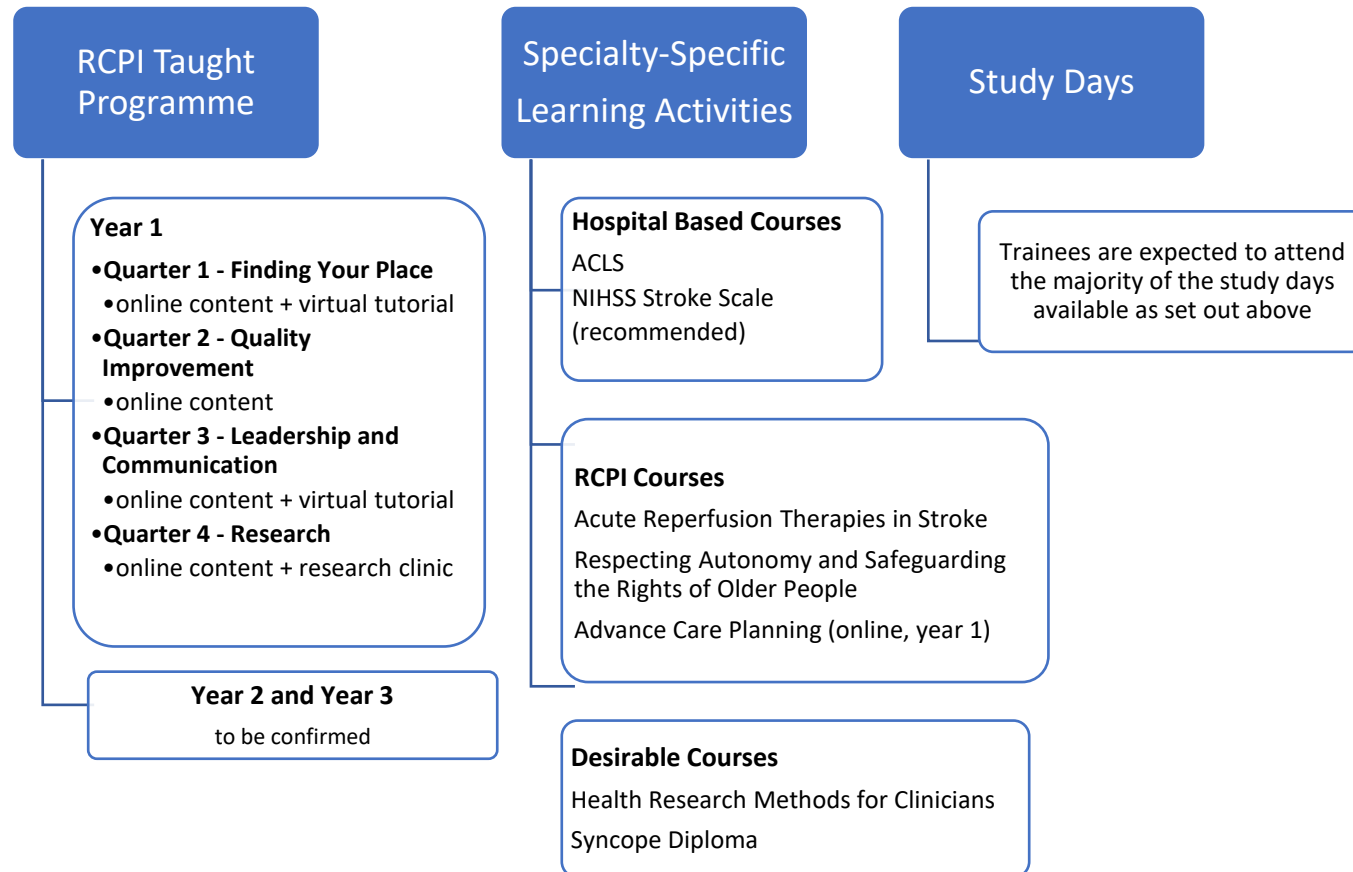 RCPI Taught
Programme
Year 1
•Quarter 1 - Finding Your Place
•online content + virtual tutorial
•Quarter 2 - Quality
Improvement
•online content
•Quarter 3 - Leadership and
Communication
•online content + virtual tutorial
•Quarter 4 - Research
•online content + research clinic
Year 2 and Year 3
to be confirmed
Specialty-Specific
Learning Activities
Hospital Based Courses
ACLS
NIHSS Stroke Scale
(recommended)
RCPI Courses
Acute Reperfusion Therapies in Stroke
Respecting Autonomy and Safeguarding
the Rights of Older People
Advance Care Planning (online, year 1)
Desirable Courses
Health Research Methods for Clinicians
Syncope Diploma
Study Days
Trainees are expected to attend
the majority of the study days
available as set out above